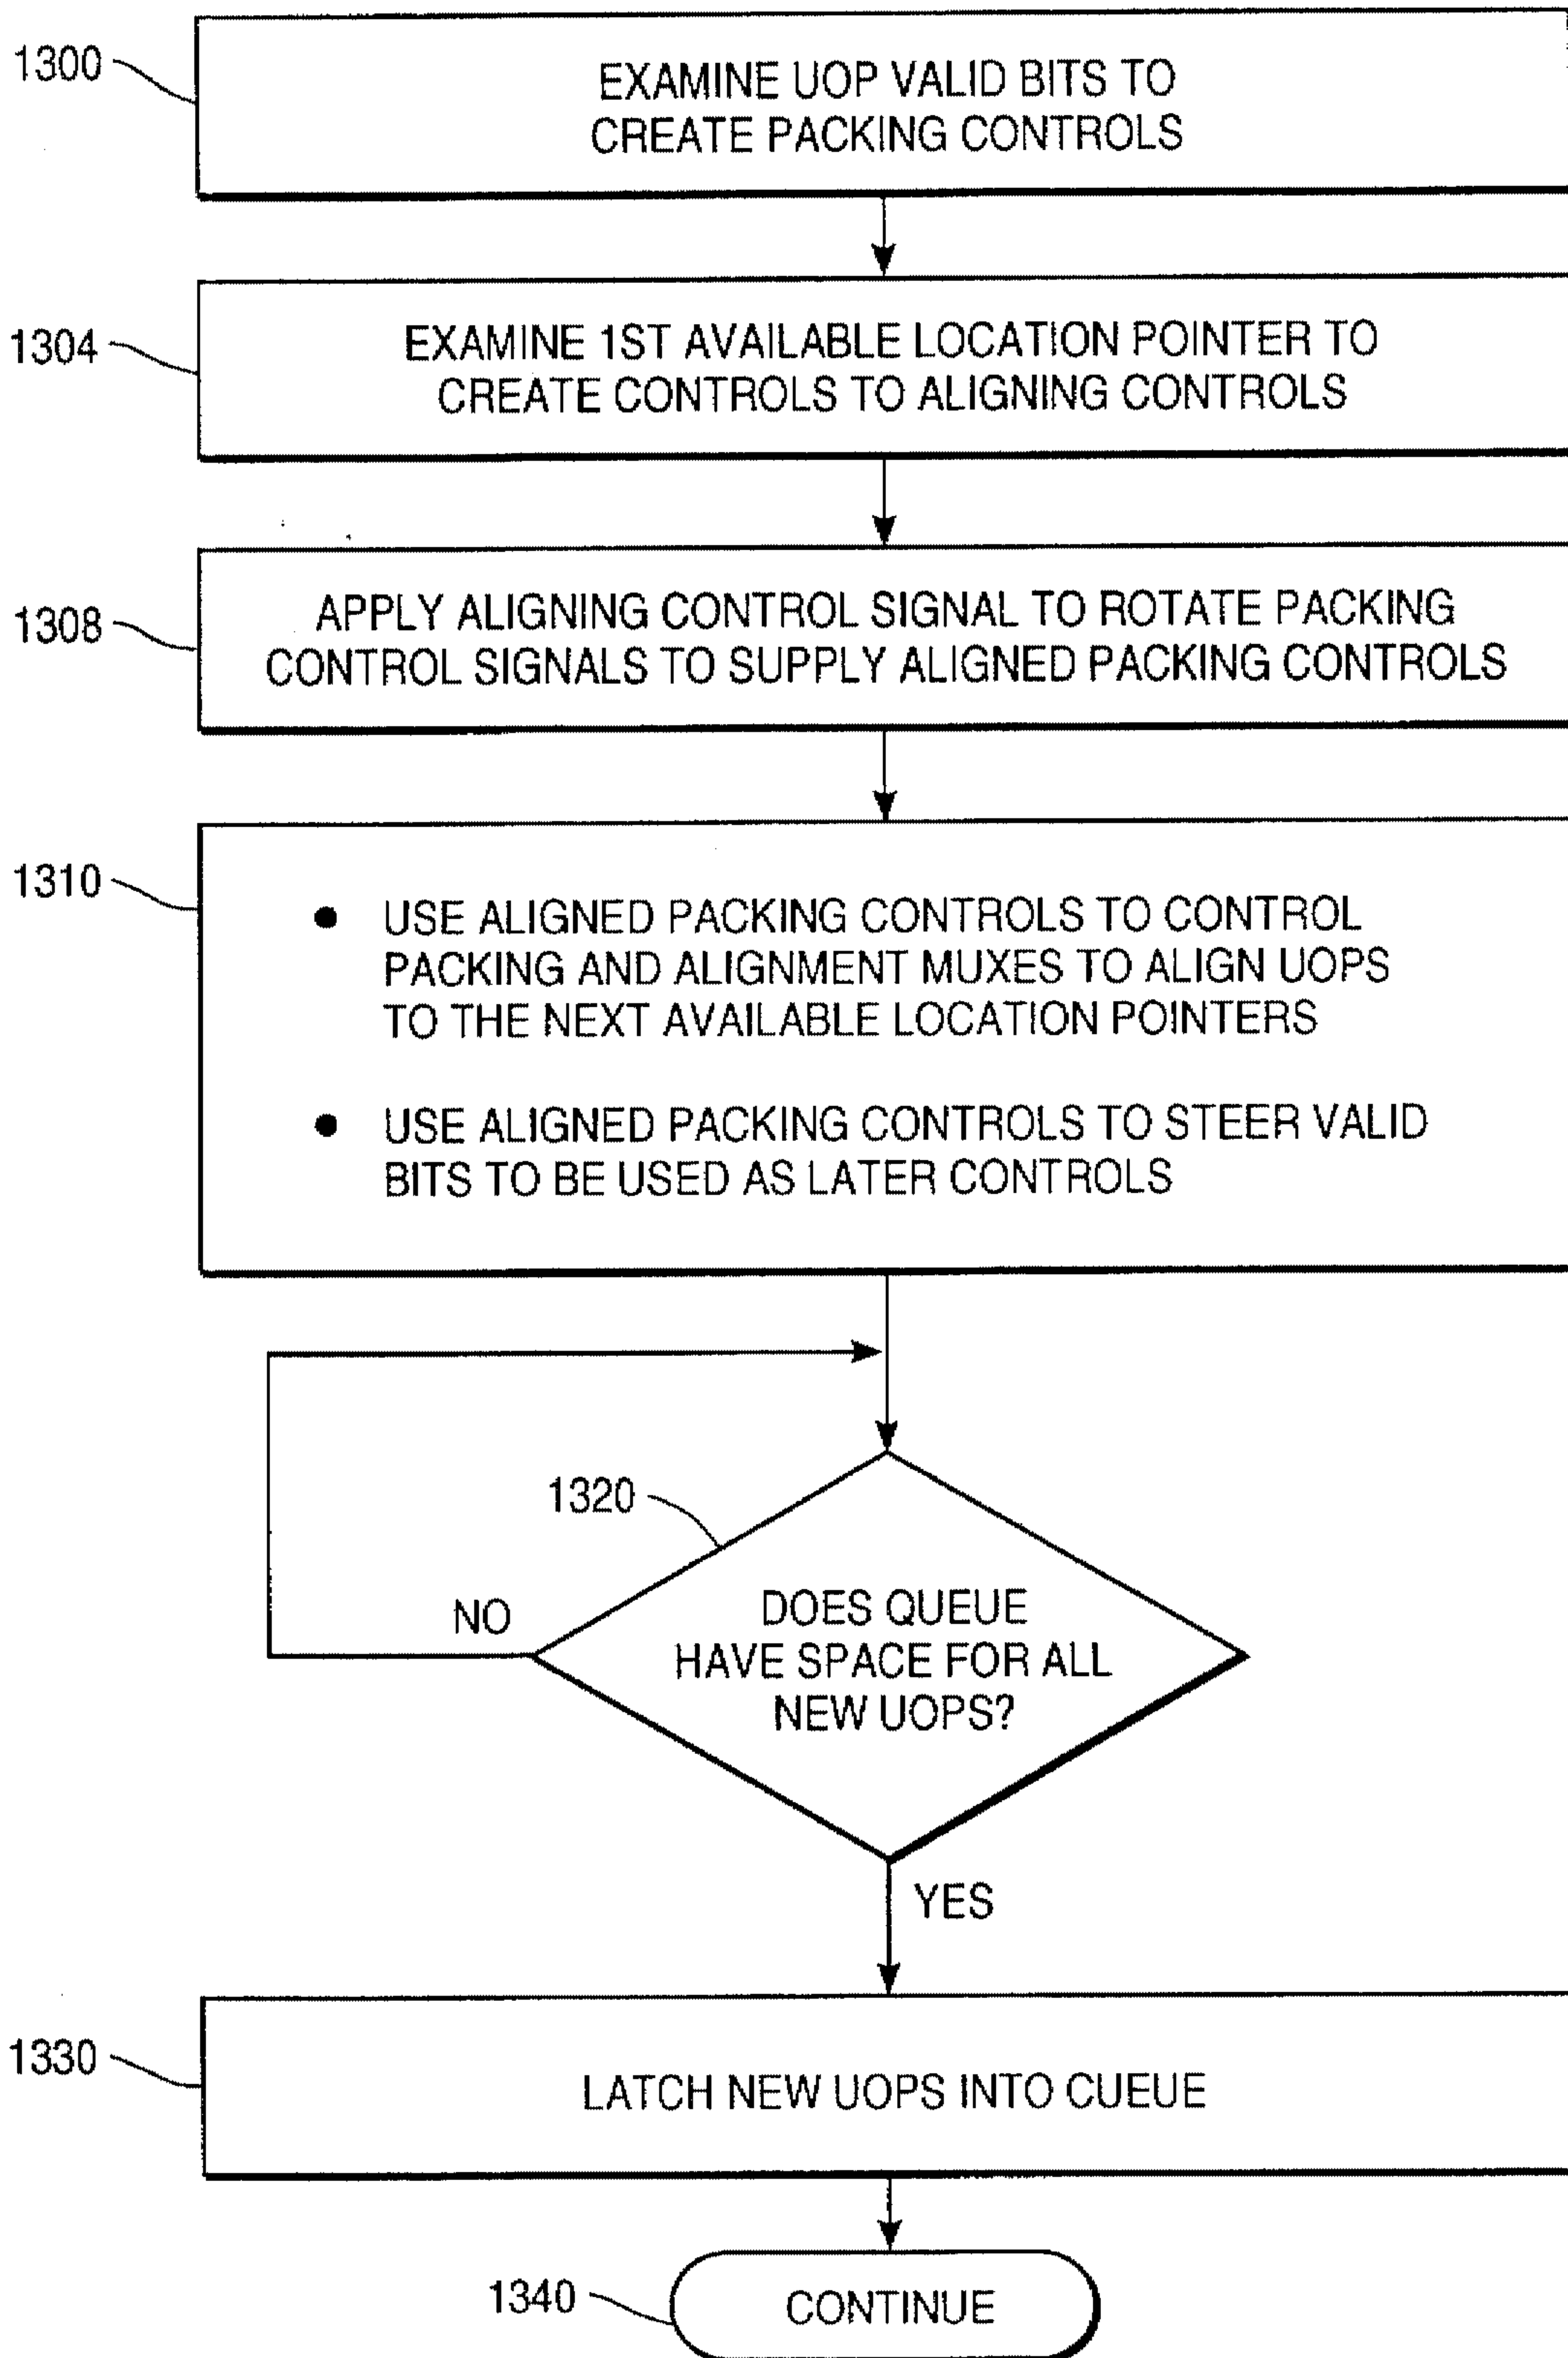 1300
EXAMINE UOP VALID BITS TO
CREATE PACKING CONTROLS
1304
EXAMINE 1ST AVAILABLE LOCATION POINTER TO
CREATE CONTROLS TO ALIGNING CONTROLS
1308
APPLY ALIGNING CONTROL SIGNAL TO ROTATE PACKING
CONTROL SIGNALS TO SUPPLY ALIGNED PACKING CONTROLS
1310
● USE ALIGNED PACKING CONTROLS TO CONTROL
PACKING AND ALIGNMENT MUXES TO ALIGN UOPS
TO THE NEXT AVAILABLE LOCATION POINTERS
● USE ALIGNED PACKING CONTROLS TO STEER VALID
BITS TO BE USED AS LATER CONTROLS
1320
NO
DOES QUEUE
HAVE SPACE FOR ALL
NEW UOPS?
YES
1330
LATCH NEW UOPS INTO CUEUE
1340
CONTINUE